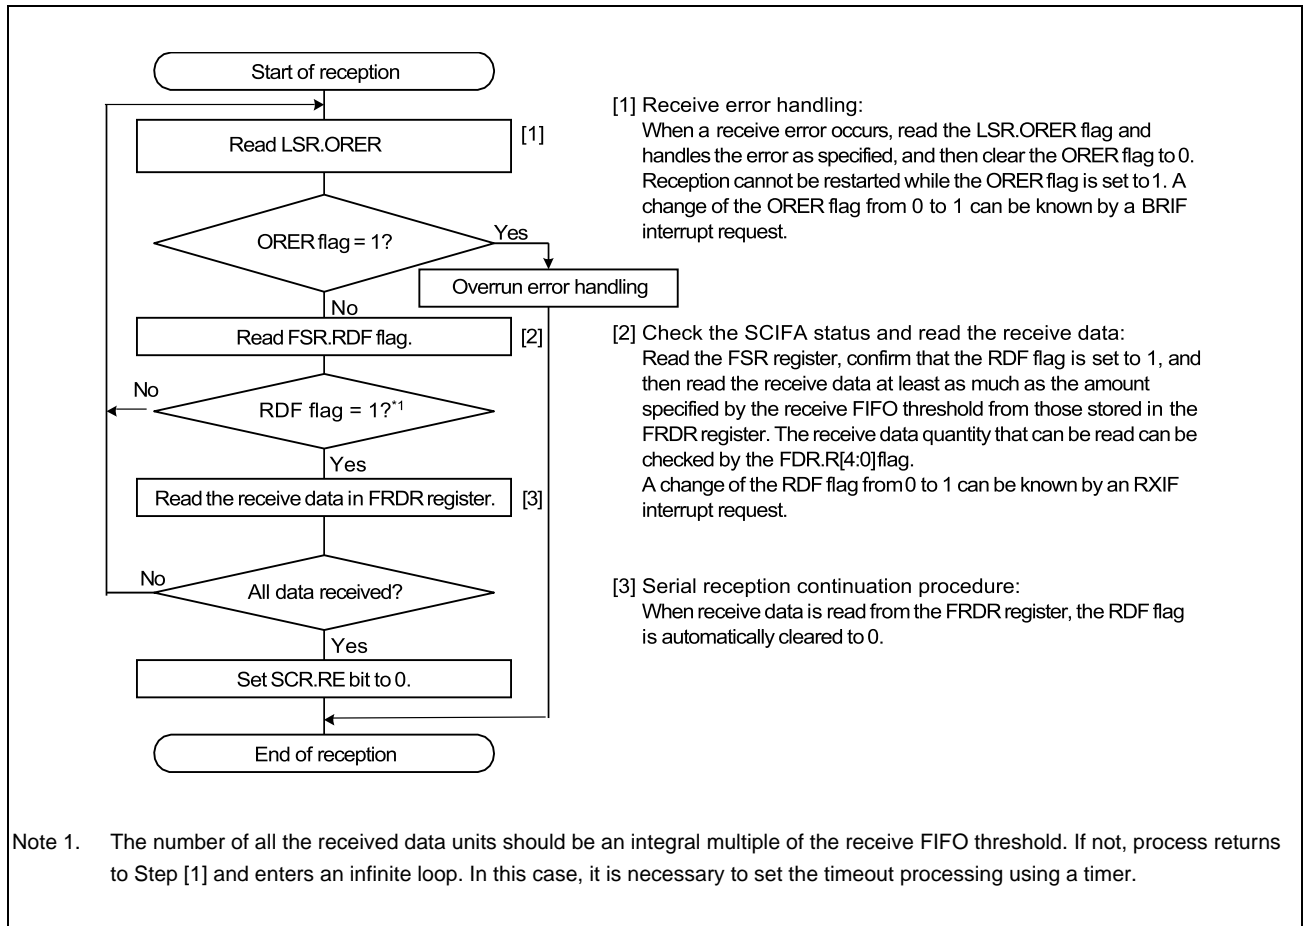 Start of reception
Read LSR.ORER
[1]
ORER flag = 1?
Yes
Overrun error handling
No
Read FSR.RDF flag.
[2]
No
RDF flag = 1?*1
Yes
Read the receive data in FRDR register.
[3]
No
All data received?
Yes
Set SCR.RE bit to 0.
End of reception
[1] Receive error handling:
When a receive error occurs, read the LSR.ORER flag and
handles the error as specified, and then clear the ORER flag to 0.
Reception cannot be restarted while the ORER flag is set to 1. A
change of the ORER flag from 0 to 1 can be known by a BRIF
interrupt request.
[2] Check the SCIFA status and read the receive data:
Read the FSR register, confirm that the RDF flag is set to 1, and
then read the receive data at least as much as the amount
specified by the receive FIFO threshold from those stored in the
FRDR register. The receive data quantity that can be read can be
checked by the FDR.R[4:0] flag.
A change of the RDF flag from 0 to 1 can be known by an RXIF
interrupt request.
[3] Serial reception continuation procedure:
When receive data is read from the FRDR register, the RDF flag
is automatically cleared to 0.
Note 1. The number of all the received data units should be an integral multiple of the receive FIFO threshold. If not, process returns
to Step [1] and enters an infinite loop. In this case, it is necessary to set the timeout processing using a timer.